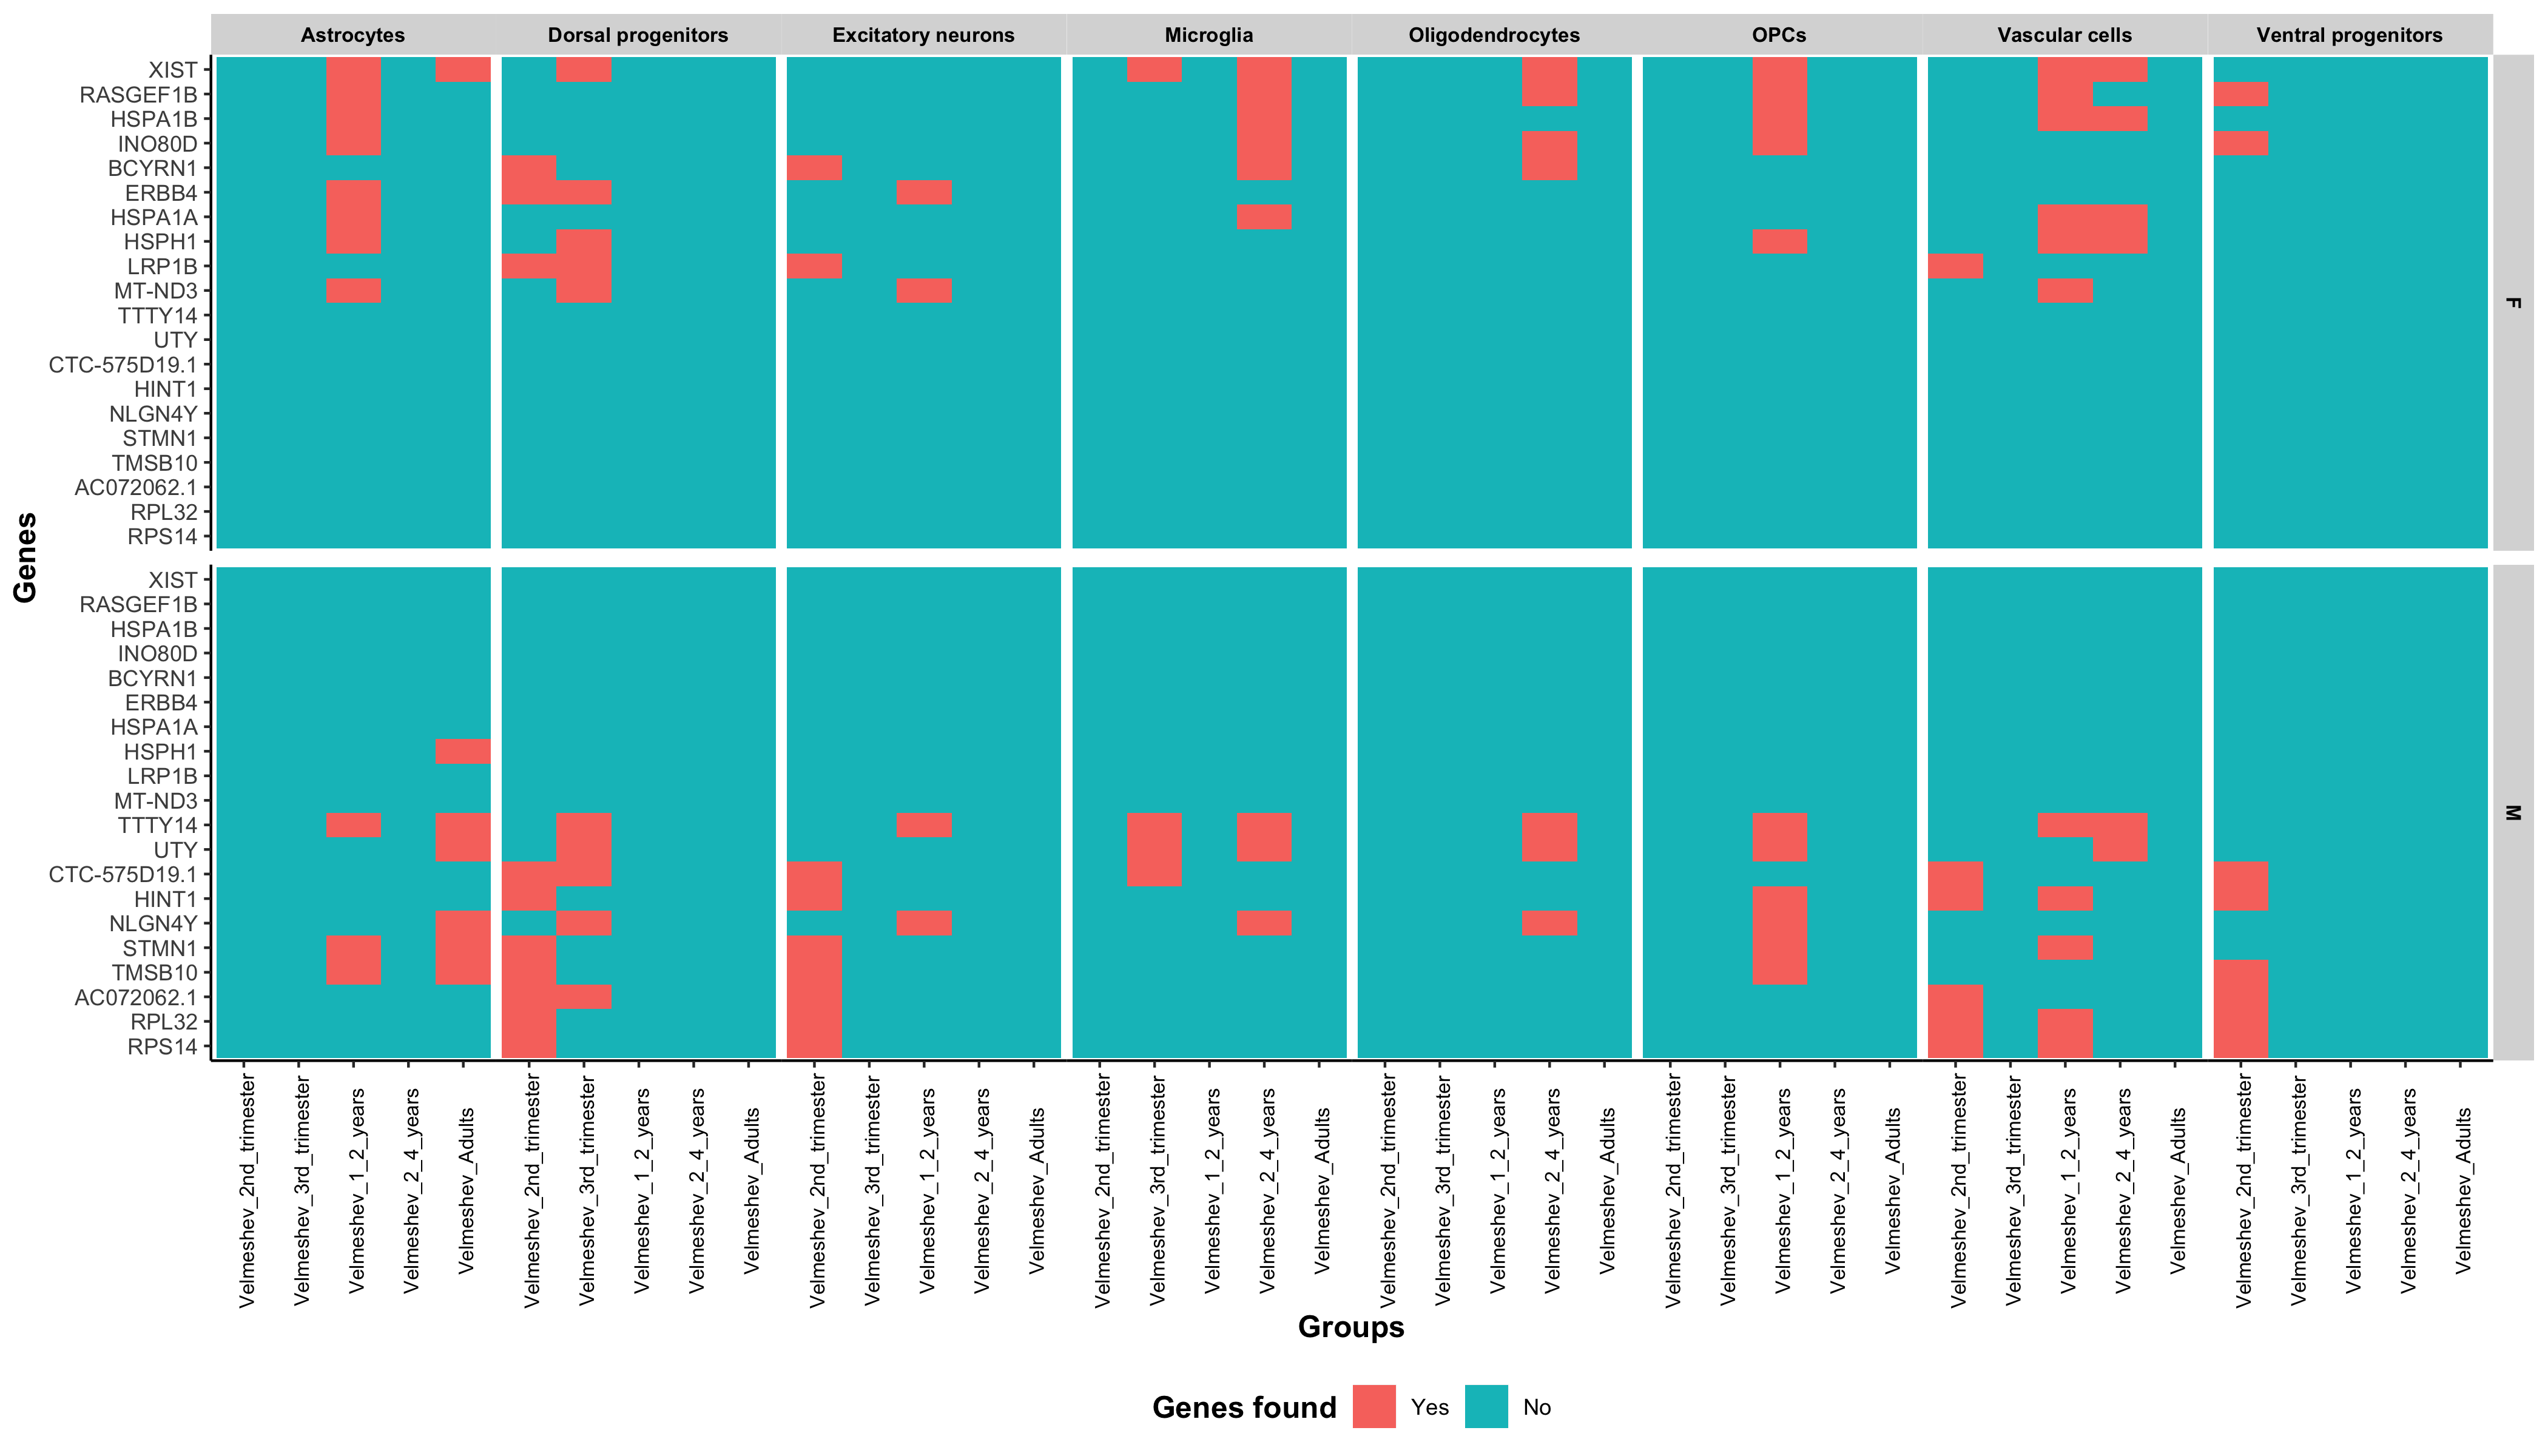 Astrocytes Dorsal progenitors Excitatory neurons Microglia Oligodendrocytes OPCs Vascular cells Ventral progenitors
XIST
RASGEF1B
HSPA1B
INO80D
BCYRN1
ERBB4
HSPA1A
HSPH1
LRP1B
MT-ND3
TTTY14
UTY
CTC-575D19.1
HINT1
NLGN4Y
STMN1
TMSB10
AC072062.1
RPL32
RPS14
F
Genes
XIST
RASGEF1B
HSPA1B
INO80D
BCYRN1
ERBB4
HSPA1A
HSPH1
LRP1B
MT-ND3
TTTY14
UTY
CTC-575D19.1
HINT1
NLGN4Y
STMN1
TMSB10
AC072062.1
RPL32
RPS14
M
Velmeshev_2nd_trimester
Velmeshev_3rd_trimester
Velmeshev_1_2_years
Velmeshev_2_4_years
Velmeshev_Adults
Velmeshev_2nd_trimester
Velmeshev_3rd_trimester
Velmeshev_1_2_years
Velmeshev_2_4_years
Velmeshev_Adults
Velmeshev_2nd_trimester
Velmeshev_3rd_trimester
Velmeshev_1_2_years
Velmeshev_2_4_years
Velmeshev_Adults
Velmeshev_2nd_trimester
Velmeshev_3rd_trimester
Velmeshev_1_2_years
Velmeshev_2_4_years
Velmeshev_Adults
Velmeshev_2nd_trimester
Velmeshev_3rd_trimester
Velmeshev_1_2_years
Velmeshev_2_4_years
Velmeshev_Adults
Velmeshev_2nd_trimester
Velmeshev_3rd_trimester
Velmeshev_1_2_years
Velmeshev_2_4_years
Velmeshev_Adults
Velmeshev_2nd_trimester
Velmeshev_3rd_trimester
Velmeshev_1_2_years
Velmeshev_2_4_years
Velmeshev_Adults
Velmeshev_2nd_trimester
Velmeshev_3rd_trimester
Velmeshev_1_2_years
Velmeshev_2_4_years
Velmeshev_Adults
Groups
Genes found Yes No